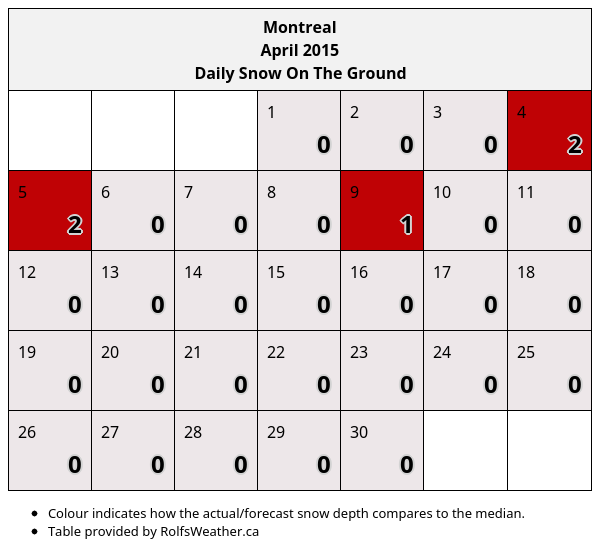 Montreal
April 2015
Daily Snow On The Ground
1 2 3 4
0 0 0 2
5 6 7 8 9 10 11
2 0 0 0 1 0 0
12 13 14 15 16 17 18
0 0 0 0 0 0 0
19 20 21 22 23 24 25
0 0 0 0 0 0 0
26 27 28 29 30
0 0 0 0 0
• Colour indicates how the actual/forecast snow depth compares to the median.
• Table provided by RolfsWeather.ca